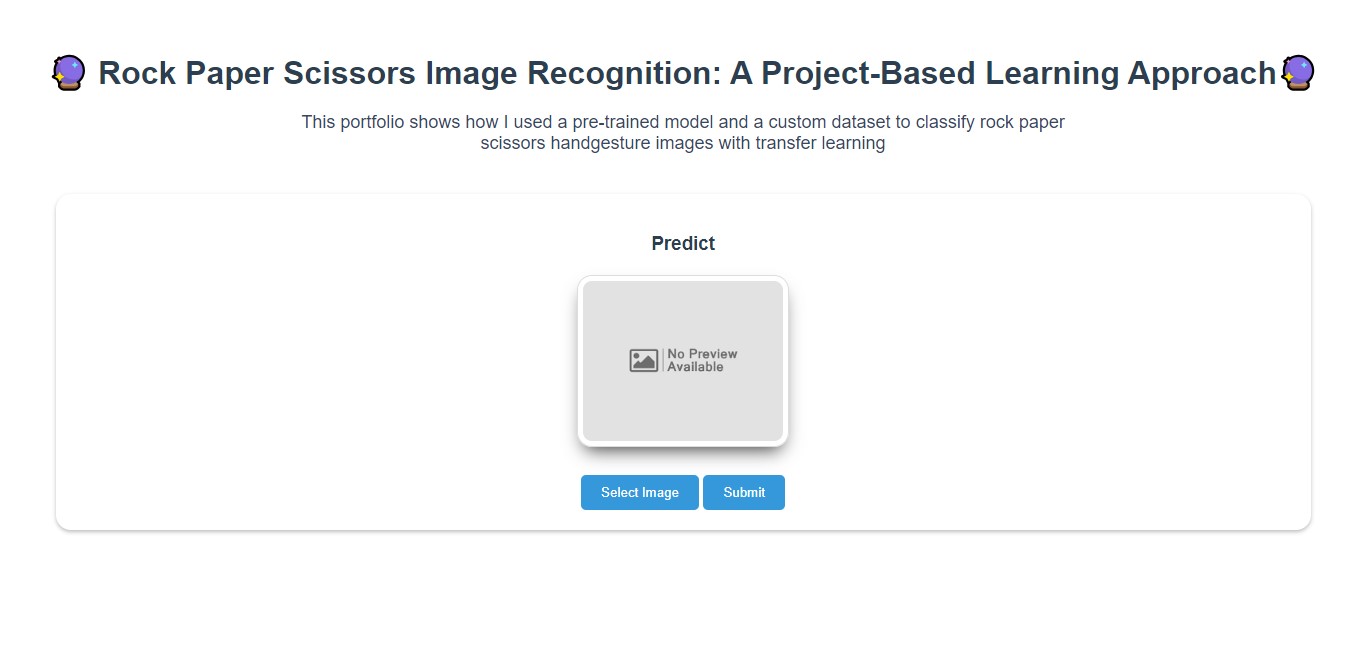 🔮 Rock Paper Scissors Image Recognition: A Project-Based Learning Approach🔮
This portfolio shows how I used a pre-trained model and a custom dataset to classify rock paper
scissors handgesture images with transfer learning
Predict
No Preview
Available
Select Image
Submit